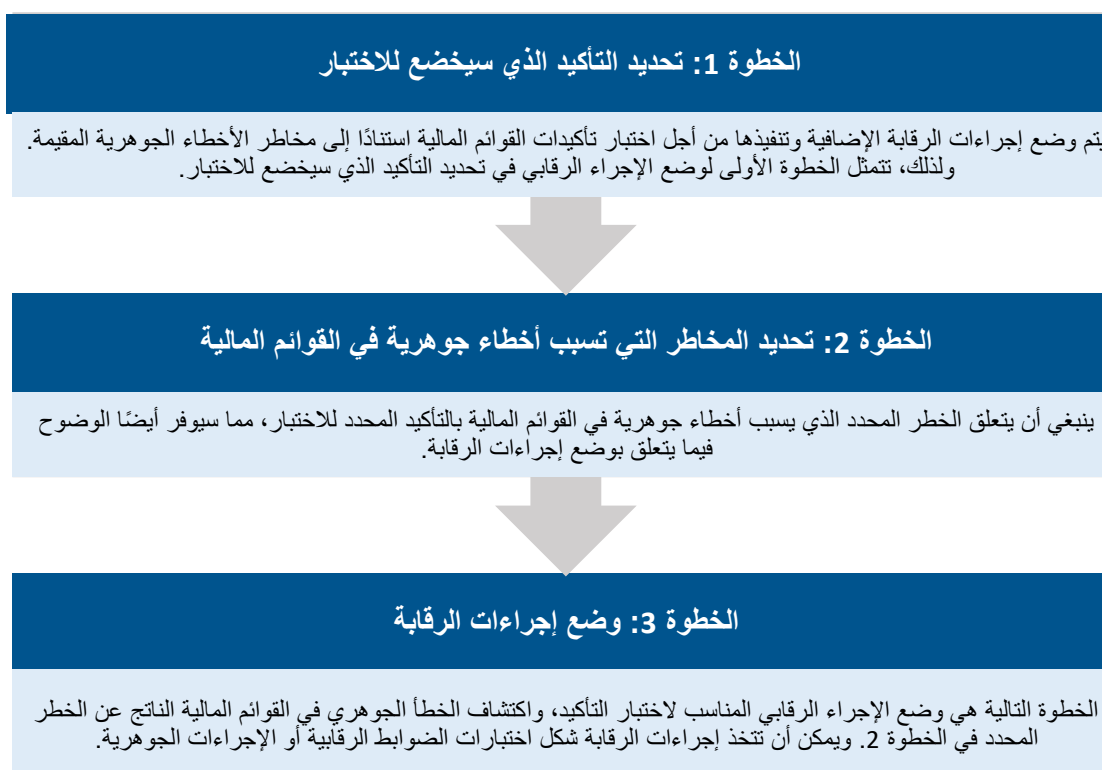 الخطوة 1: تحديد التأكيد الذي سيخضع للاختبار
يتم وضع إجراءات الرقابة الإضافية وتنفيذها من أجل اختبار تأكيدات القوائم المالية استنادًا إلى مخاطر الأخطاء الجوهرية المقيمة.
ولذلك، تتمثل الخطوة الأولى لوضع الإجراء الرقابي في تحديد التأكيد الذي سيخضع للاختبار.
الخطوة 2: تحديد المخاطر التي تسبب أخطاء جوهرية في القوائم المالية
ينبغي أن يتعلق الخطر المحدد الذي يسبب أخطاء جوهرية في القوائم المالية بالتأكيد المحدد للاختبار، مما سيوفر أيضًا الوضوح
فيما يتعلق بوضع إجراءات الرقابة.
الخطوة 3: وضع إجراءات الرقابة
الخطوة التالية هي وضع الإجراء الرقابي المناسب لاختبار التأكيد، واكتشاف الخطأ الجوهري في القوائم المالية الناتج عن الخطر
المحدد في الخطوة 2. ويمكن أن تتخذ إجراءات الرقابة شكل اختبارات الضوابط الرقابية أو الإجراءات الجوهرية.